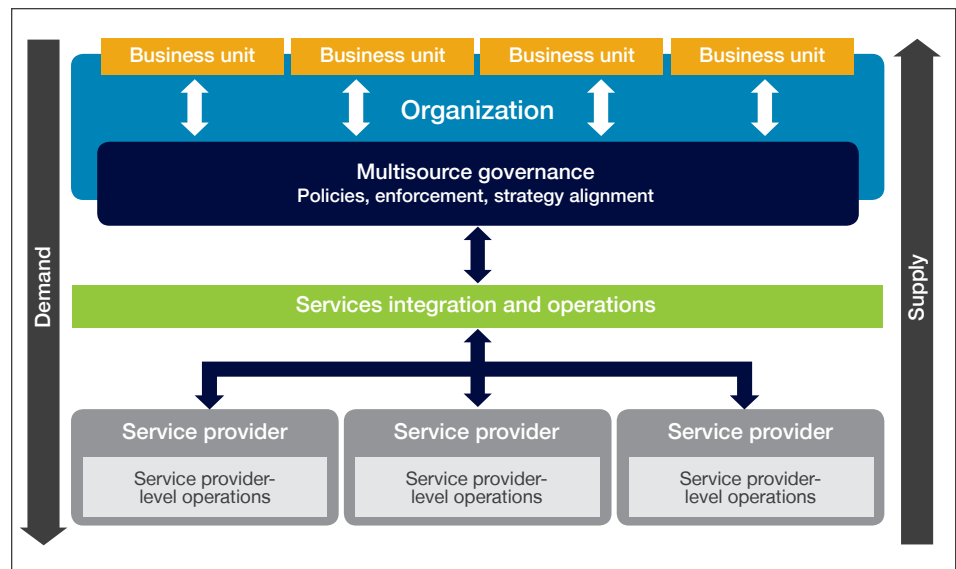 Business unit
Business unit
Business unit
Business unit
Organization
Multisource governance
Policies, enforcement, strategy alignment
Demand
Supply
Services integration and operations
Service provider
Service provider
Service provider
Service provider-
level operations
Service provider-
level operations
Service provider-
level operations